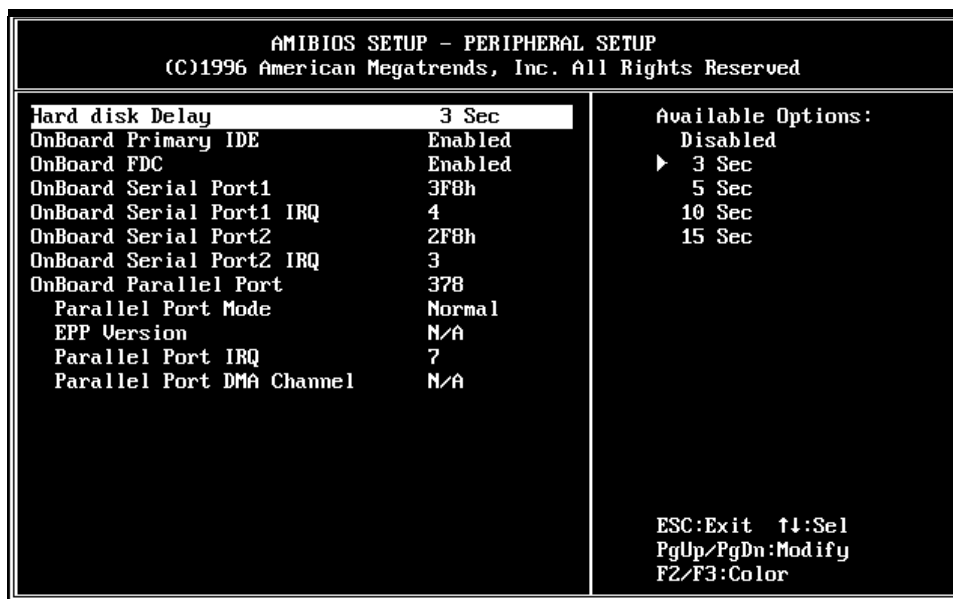 AMIBIOS SETUP - PERIPHERAL SETUP
(C)1996 American Megatrends, Inc. All Rights Reserved
Hard disk Delay 3 Sec
OnBoard Primary IDE Enabled
OnBoard FDC Enabled
OnBoard Serial Port1 3F8h
OnBoard Serial Port1 IRQ 4
OnBoard Serial Port2 2F8h
OnBoard Serial Port2 IRQ 3
OnBoard Parallel Port 378
Parallel Port Mode Normal
EPP Version N/A
Parallel Port IRQ 7
Parallel Port DMA Channel N/A
Available Options:
Disabled
► 3 Sec
5 Sec
10 Sec
15 Sec
ESC:Exit ↑↓:Sel
PgUp/PgDn:Modify
F2/F3:Color